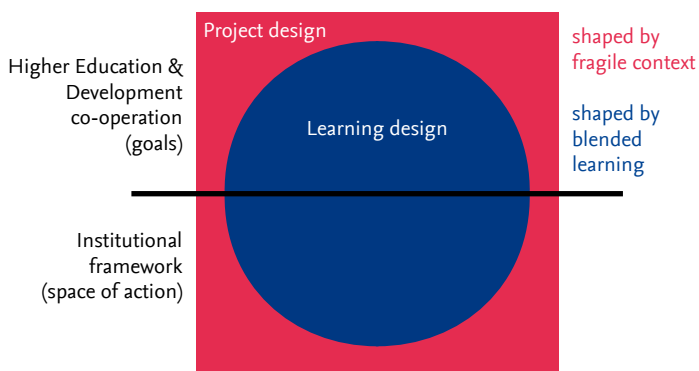 Project design
Higher Education &
Development
co-operation
(goals)
Learning design
shaped by
fragile context
shaped by
blended
learning
Institutional
framework
(space of action)